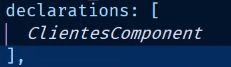 declarations: [
ClientesComponent
],